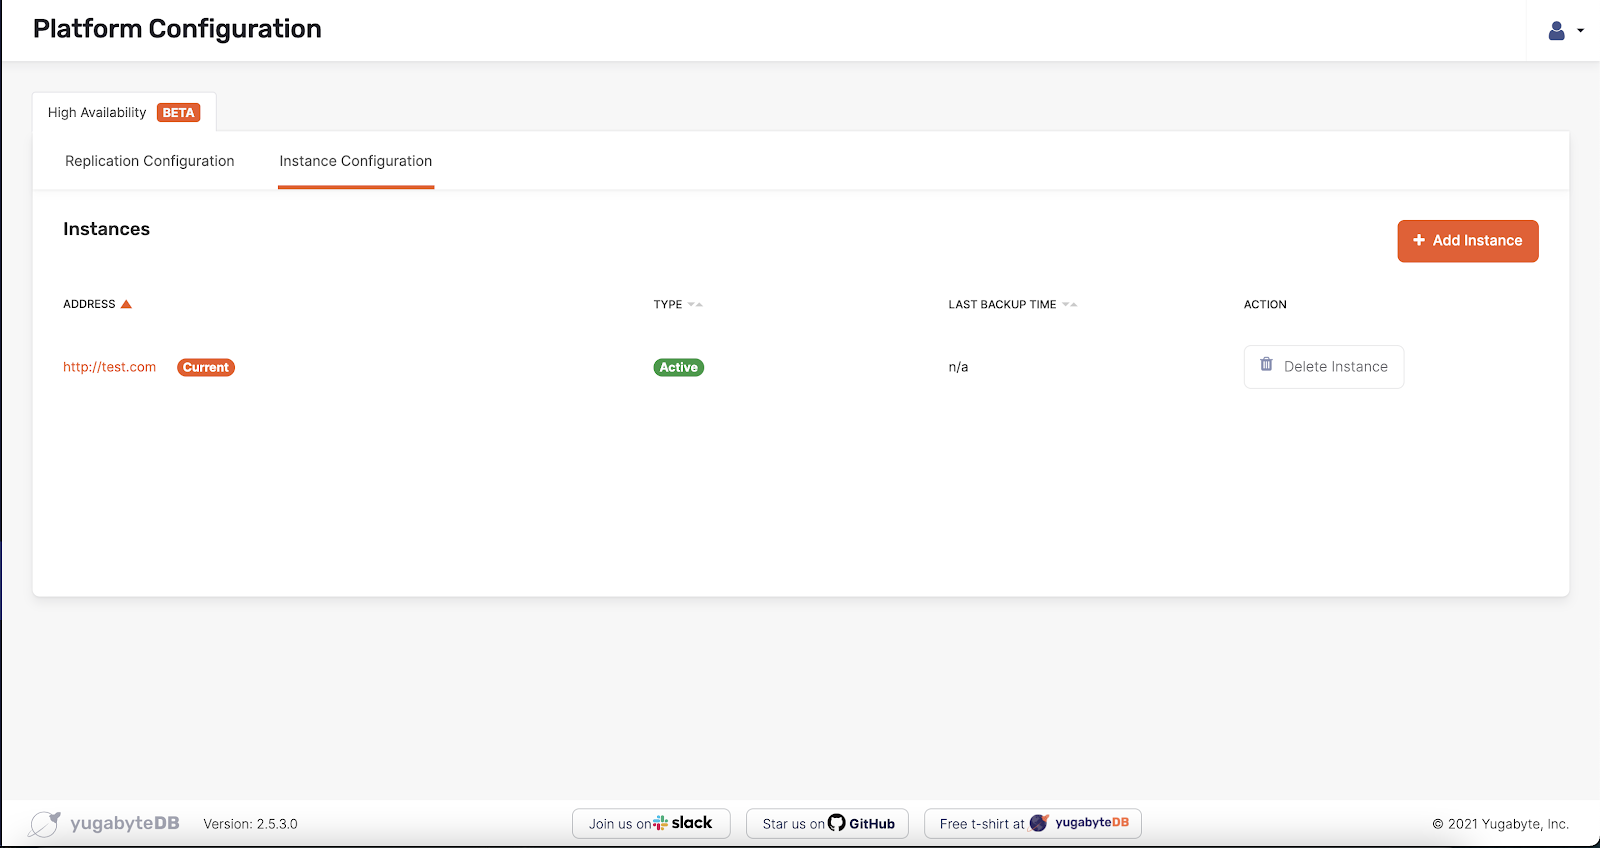 Platform Configuration
High Availability BETA
Replication Configuration Instance Configuration
Instances
Add Instance
ADDRESS TYPE LAST BACKUP TIME ACTION
http://test.com Current Active n/a Delete Instance
yugabyteDB Version: 2.5.3.0 Join us on slack Star us on GitHub Free t-shirt at yugabyteDB © 2021 Yugabyte, Inc.